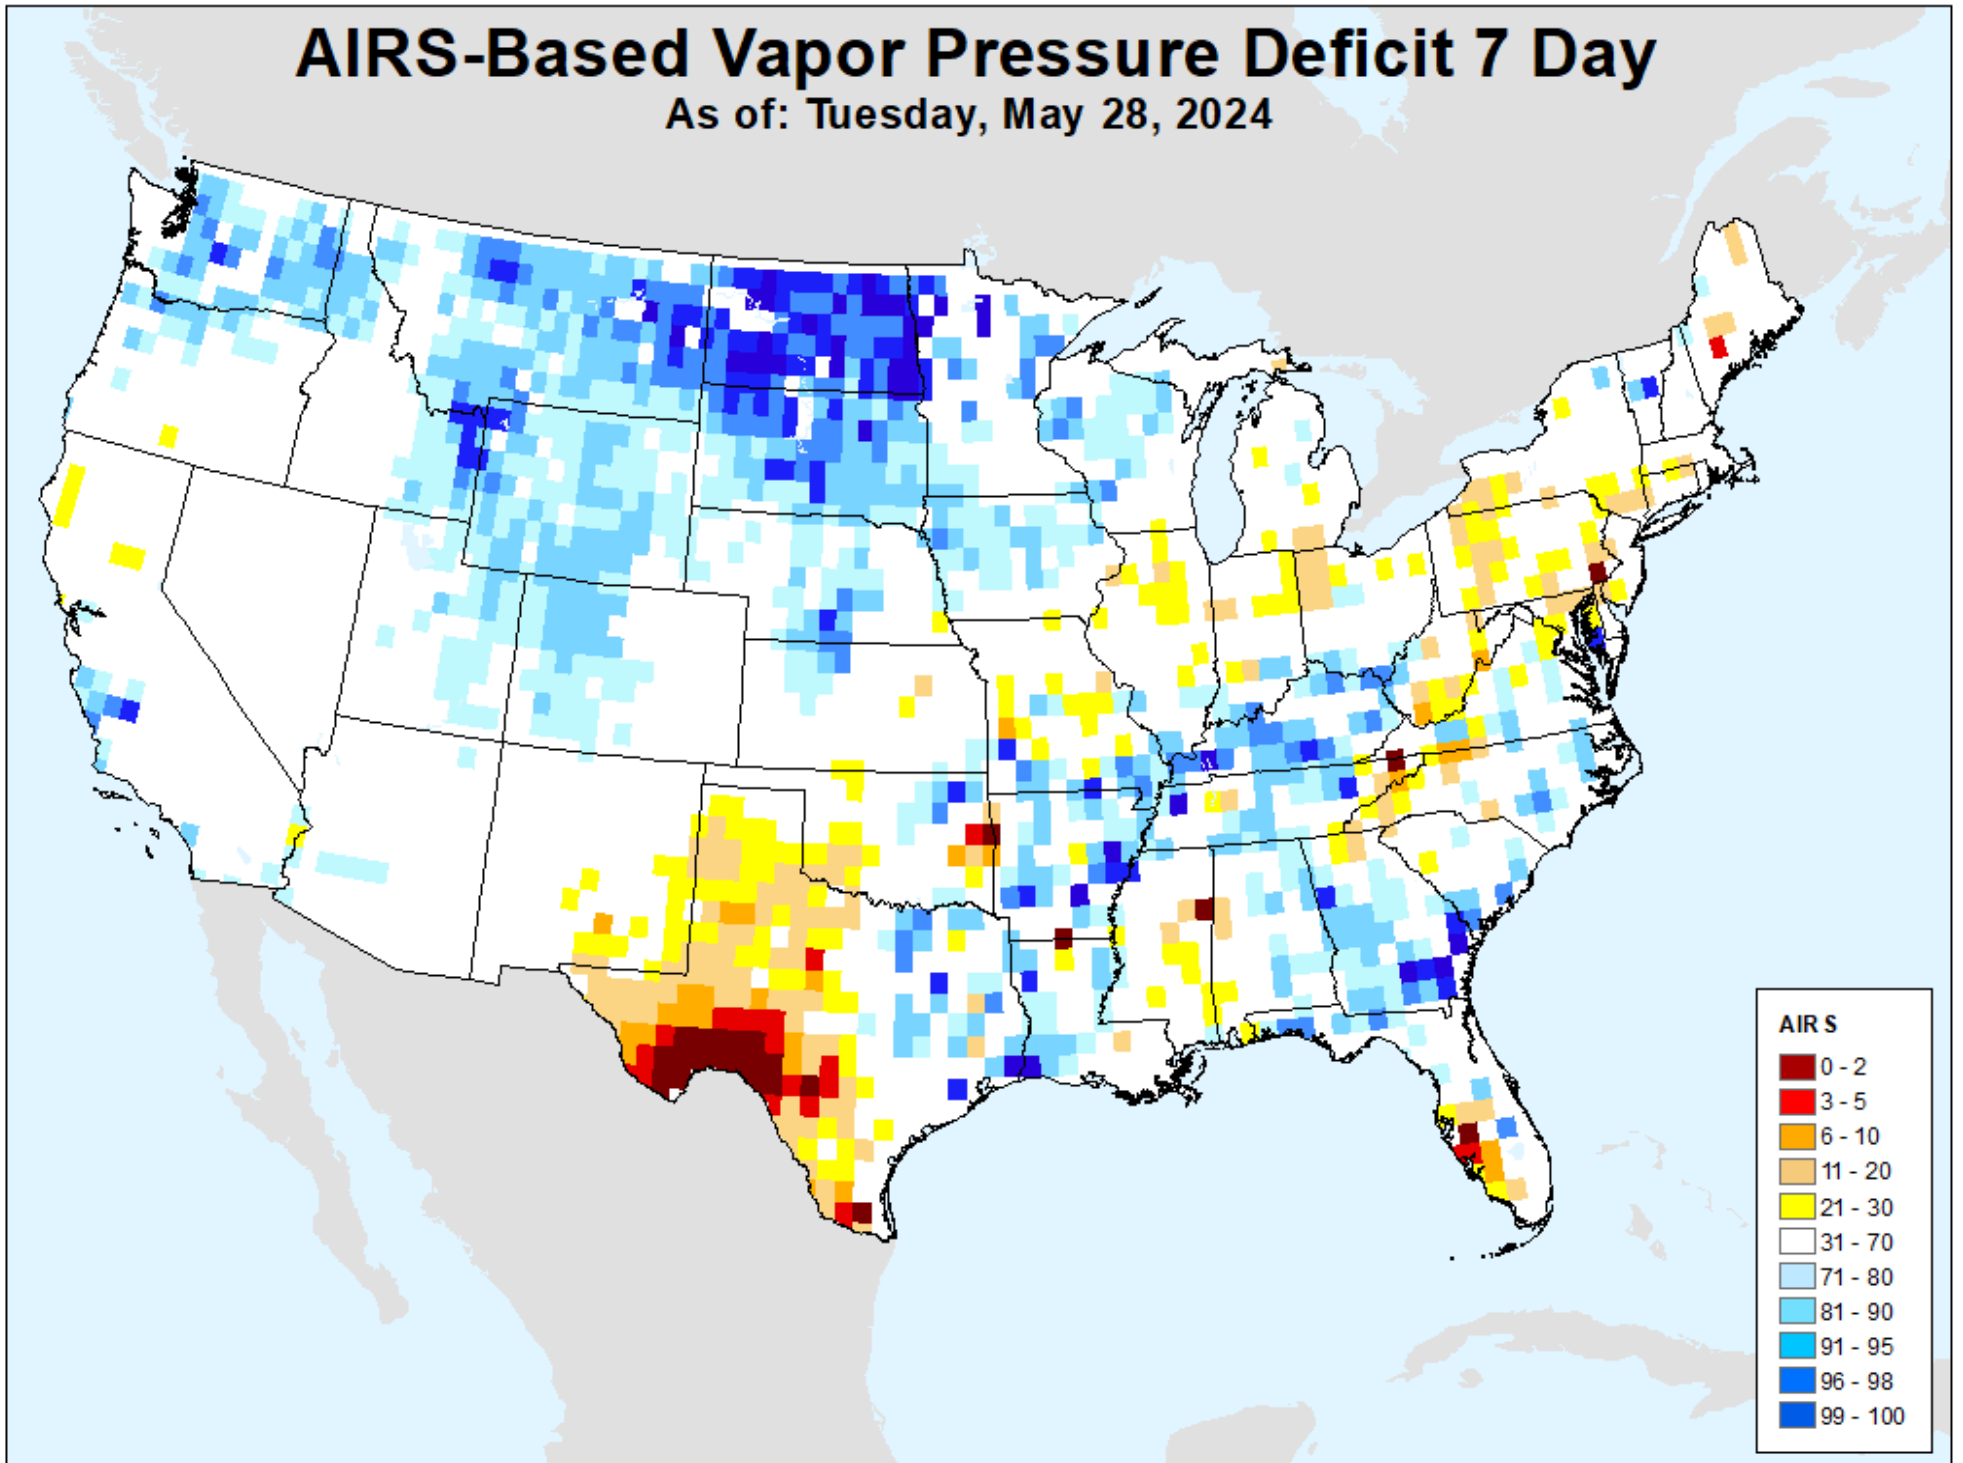 AIRS-Based Vapor Pressure Deficit 7 Day
As of: Tuesday, May 28, 2024
AIRS
0 - 2
3 - 5
6 - 10
11 - 20
21 - 30
31 - 70
71 - 80
81 - 90
91 - 95
96 - 98
99 - 100